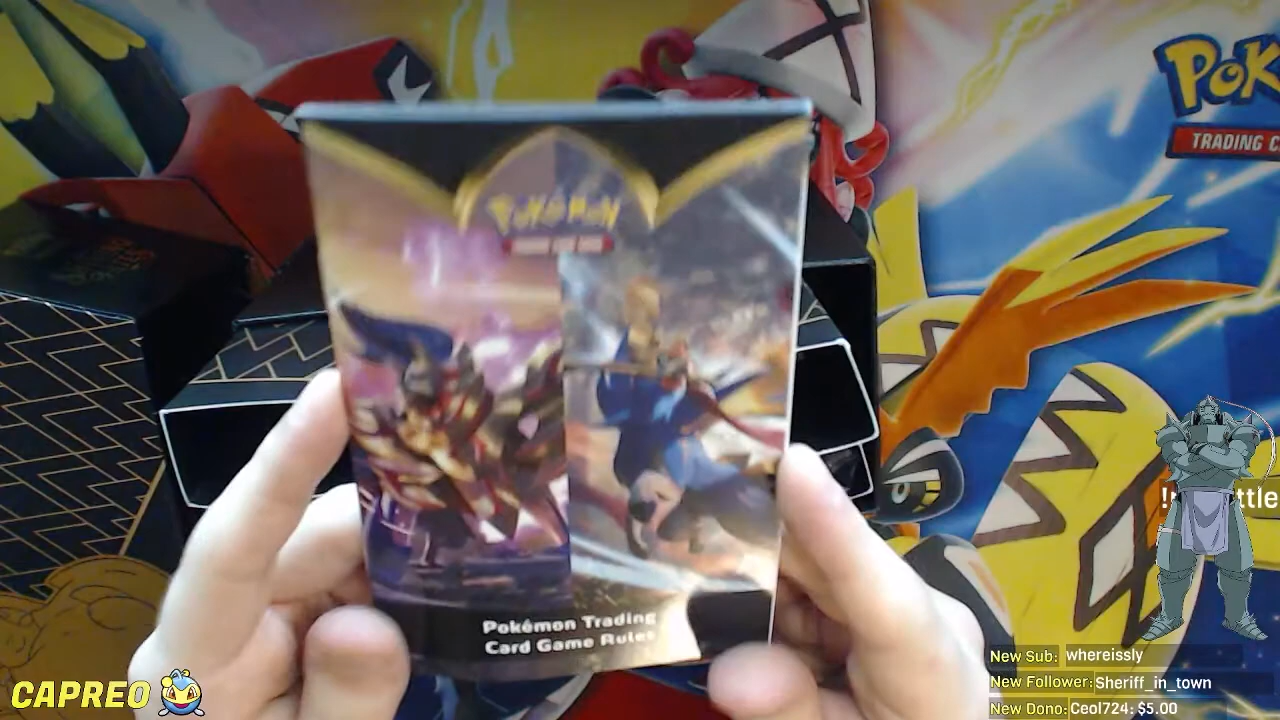 POK
TRADING C
POKéMON
Pokémon Trading
Card Game Rules
!
ttle
New Sub: whereissly
New Follower: Sheriff_in_town
New Dono: Ceol724: $5.00
CAPREO